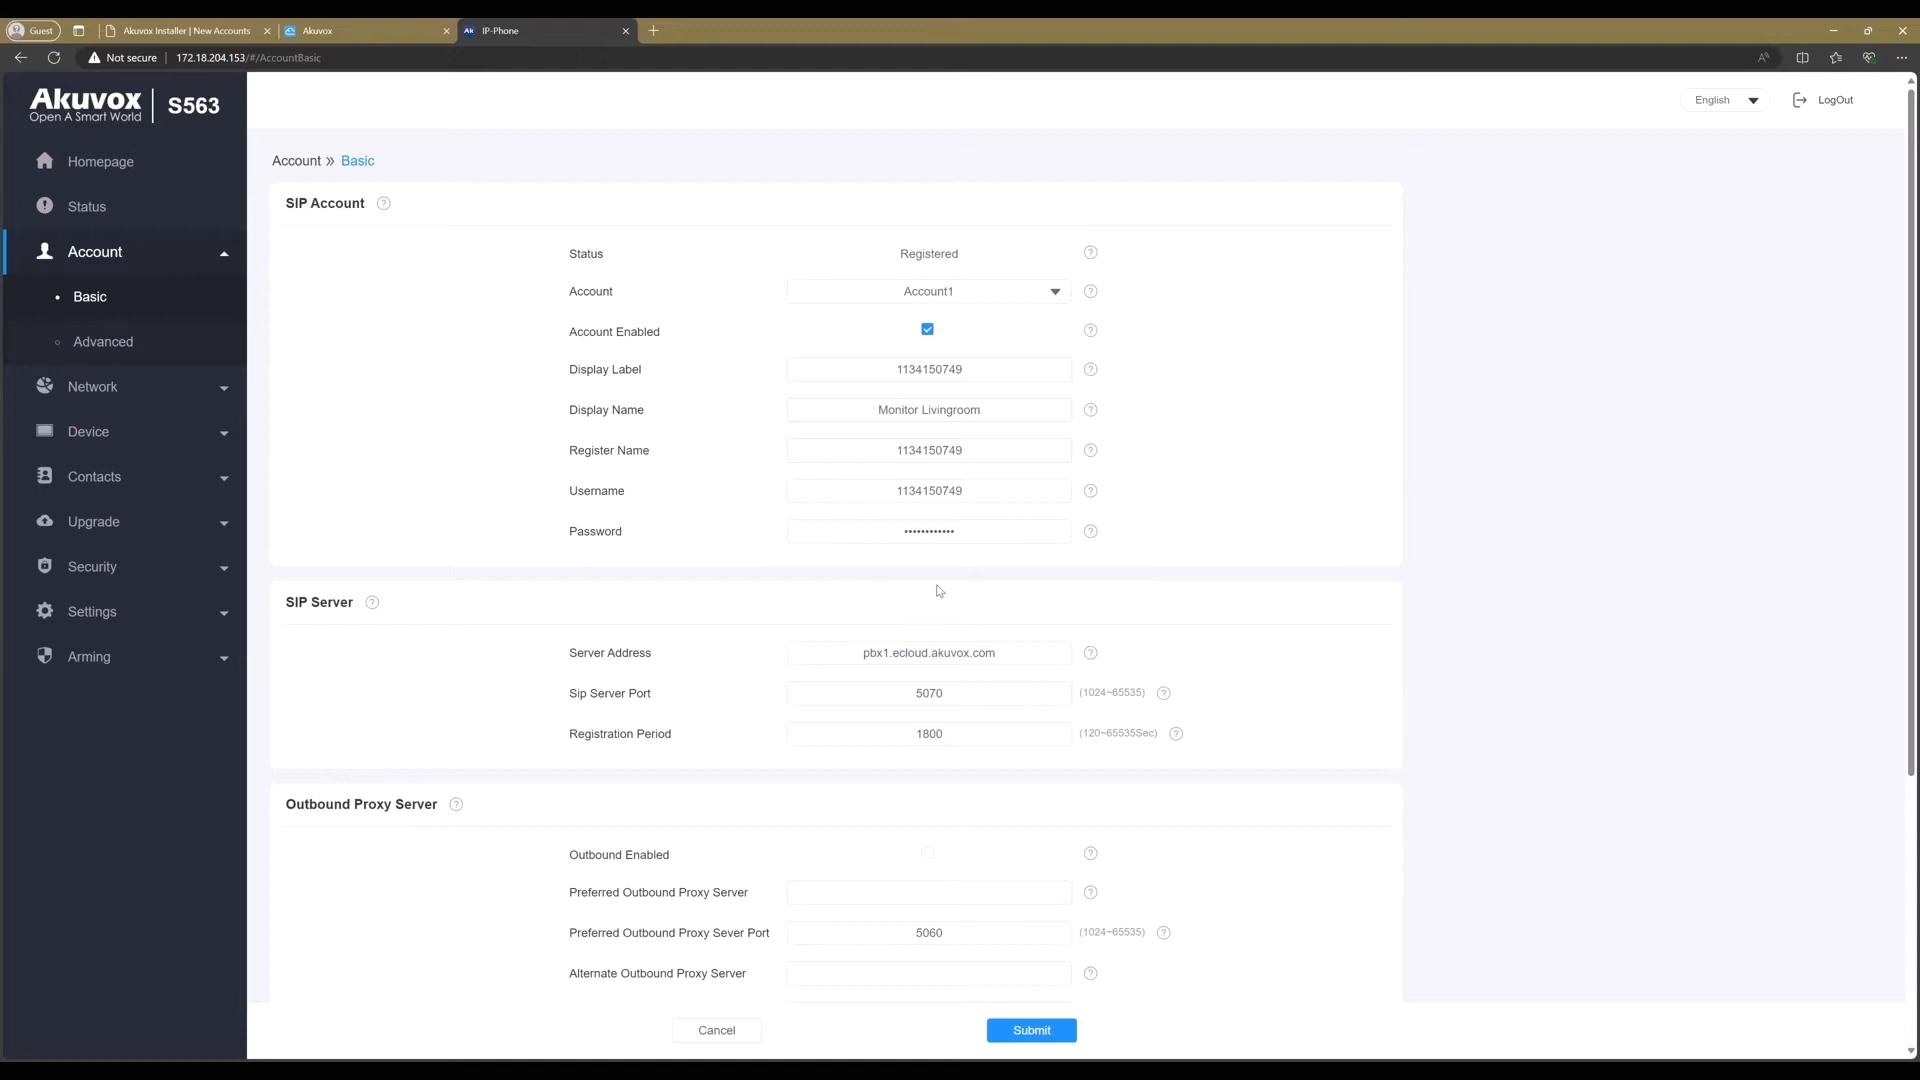 Guest
Akuvox Installer | New Accounts
Akuvox
Ak IP-Phone
Not secure 172.18.204.153/#/AccountBasic
Akuvox
Open A Smart World
S563
English
LogOut
Homepage
Status
Account
Basic
Advanced
Network
Device
Contacts
Upgrade
Security
Settings
Arming
Account » Basic
SIP Account
Status Registered
Account Account1
Account Enabled
Display Label 1134150749
Display Name Monitor Livingroom
Register Name 1134150749
Username 1134150749
Password ••••••••••••
SIP Server
Server Address pbx1.ecloud.akuvox.com
Sip Server Port 5070 (1024~65535)
Registration Period 1800 (120~65535Sec)
Outbound Proxy Server
Outbound Enabled
Preferred Outbound Proxy Server
Preferred Outbound Proxy Sever Port 5060 (1024~65535)
Alternate Outbound Proxy Server
Cancel Submit